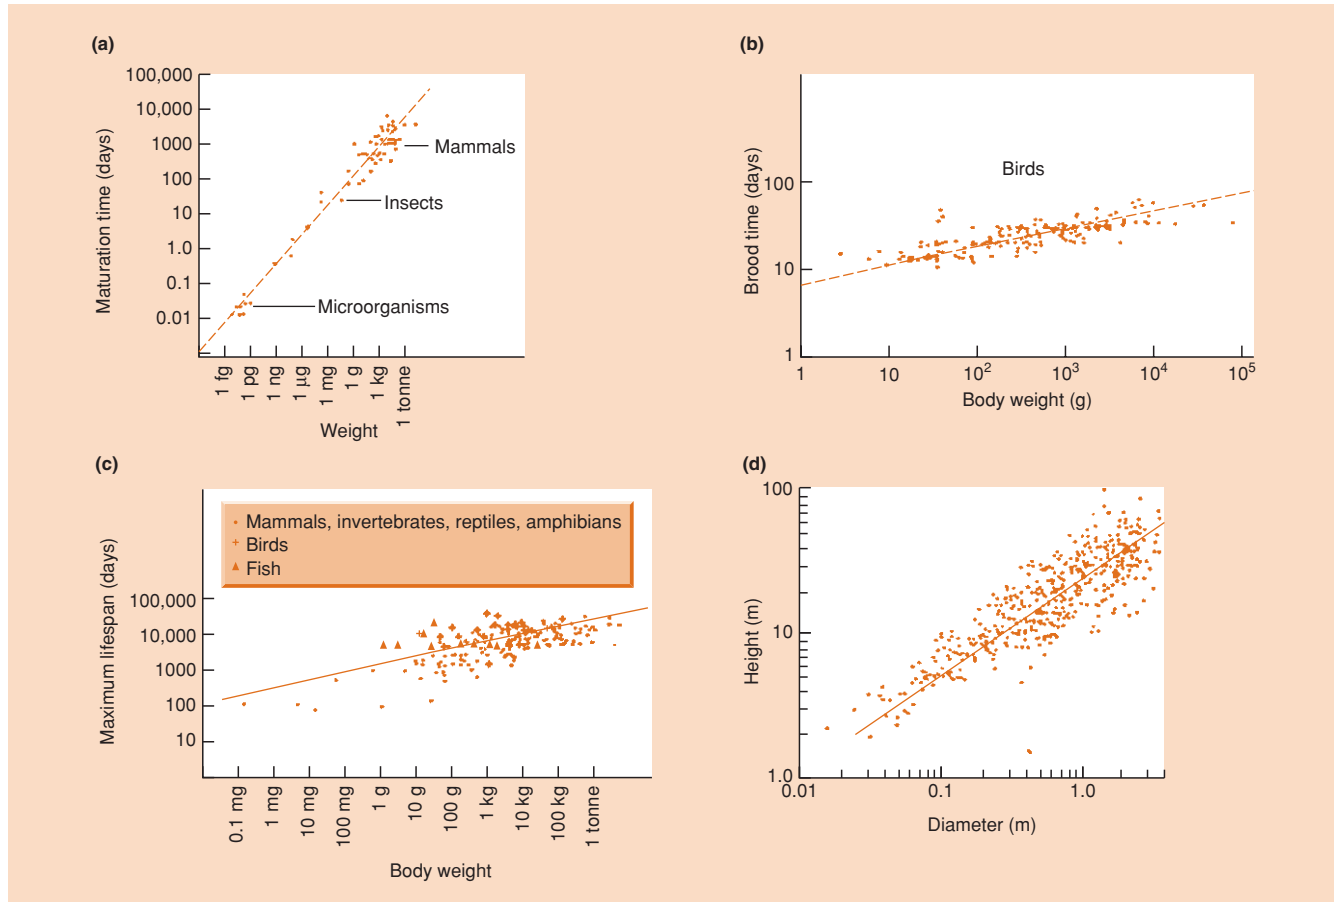 (a)
100,000
10,000
1000
100
10
1.0
0.1
0.01
Maturation time (days)
Mammals
Insects
Microorganisms
1 fg
1 pg
1 ng
1 µg
1 mg
1 g
1 kg
1 tonne
Weight
(b)
100
10
1
Brood time (days)
Birds
1
10
10²
10³
10⁴
10⁵
Body weight (g)
(c)
Mammals, invertebrates, reptiles, amphibians
Birds
Fish
100,000
10,000
1000
100
10
Maximum lifespan (days)
0.1 mg
1 mg
10 mg
100 mg
1 g
10 g
100 g
1 kg
10 kg
100 kg
1 tonne
Body weight
(d)
100
10
1.0
Height (m)
0.01
0.1
1.0
Diameter (m)